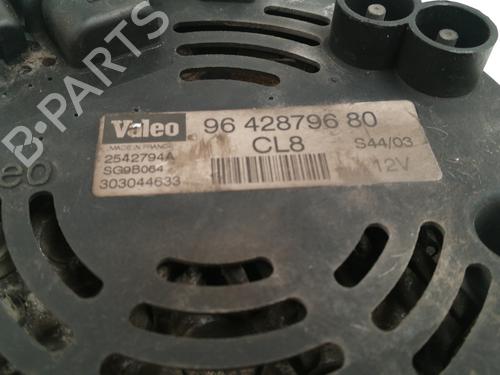 Valeo
MADE IN FRANCE
96 428796 80
CL8
S44/03
2542794A
SG9B064
303044633
12V
eo
B-PARTS